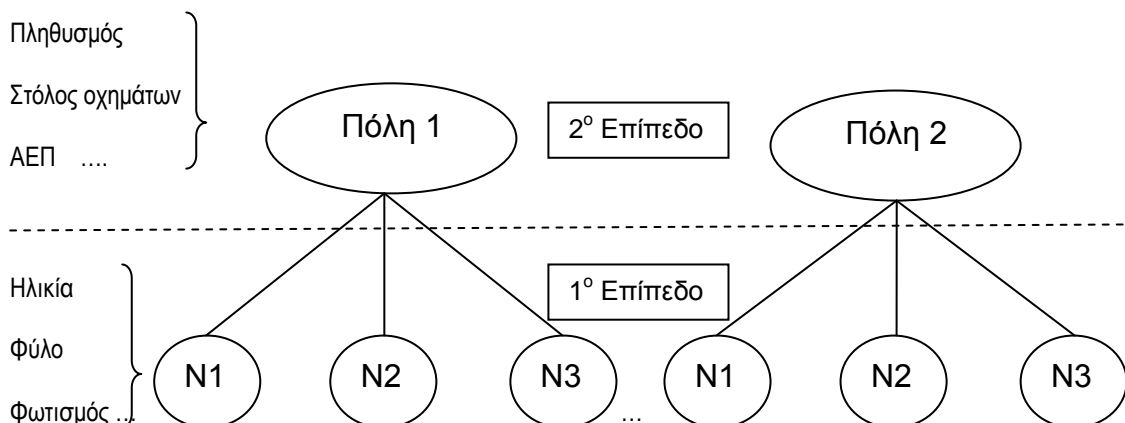 Πληθυσμός
Στόλος οχημάτων
ΑΕΠ ....
Πόλη 1
2ο Επίπεδο
Πόλη 2
Ηλικία
Φύλο
Φωτισμός ...
1ο Επίπεδο
N1
N2
N3
...
N1
N2
N3